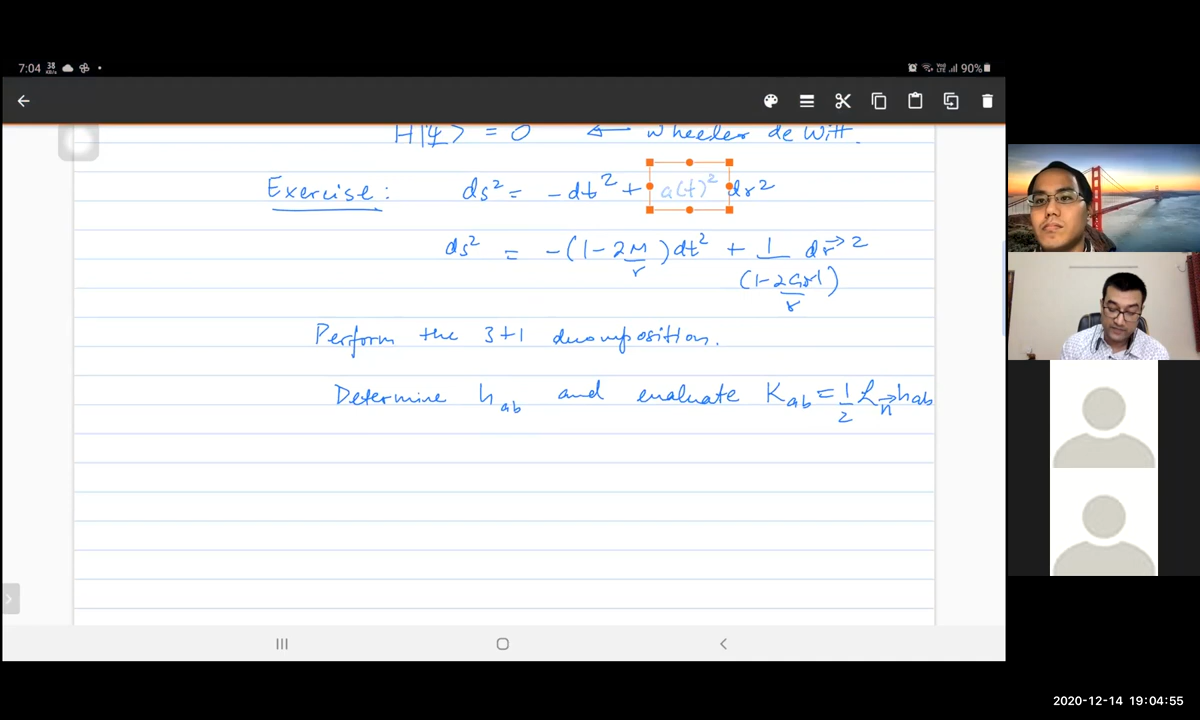 7:04 38 KB/s 90%
H|Ψ> = 0 ← Wheeler de Witt.
Exercise: ds² = -dt² + a(t)² dr²
ds² = -(1-2M/r)dt² + 1/(1-2GM/r) dr⃗²
Perform the 3+1 decomposition.
Determine h_ab and evaluate K_ab = 1/2 ℒ_n⃗ h_ab
2020-12-14 19:04:55